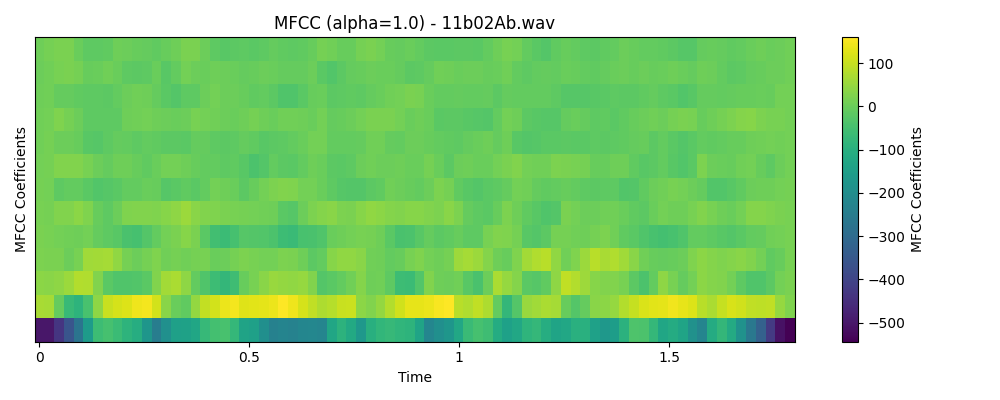 MFCC (alpha=1.0) - 11b02Ab.wav
MFCC Coefficients
0
0.5
1
1.5
Time
100
0
−100
−200
−300
−400
−500
MFCC Coefficients